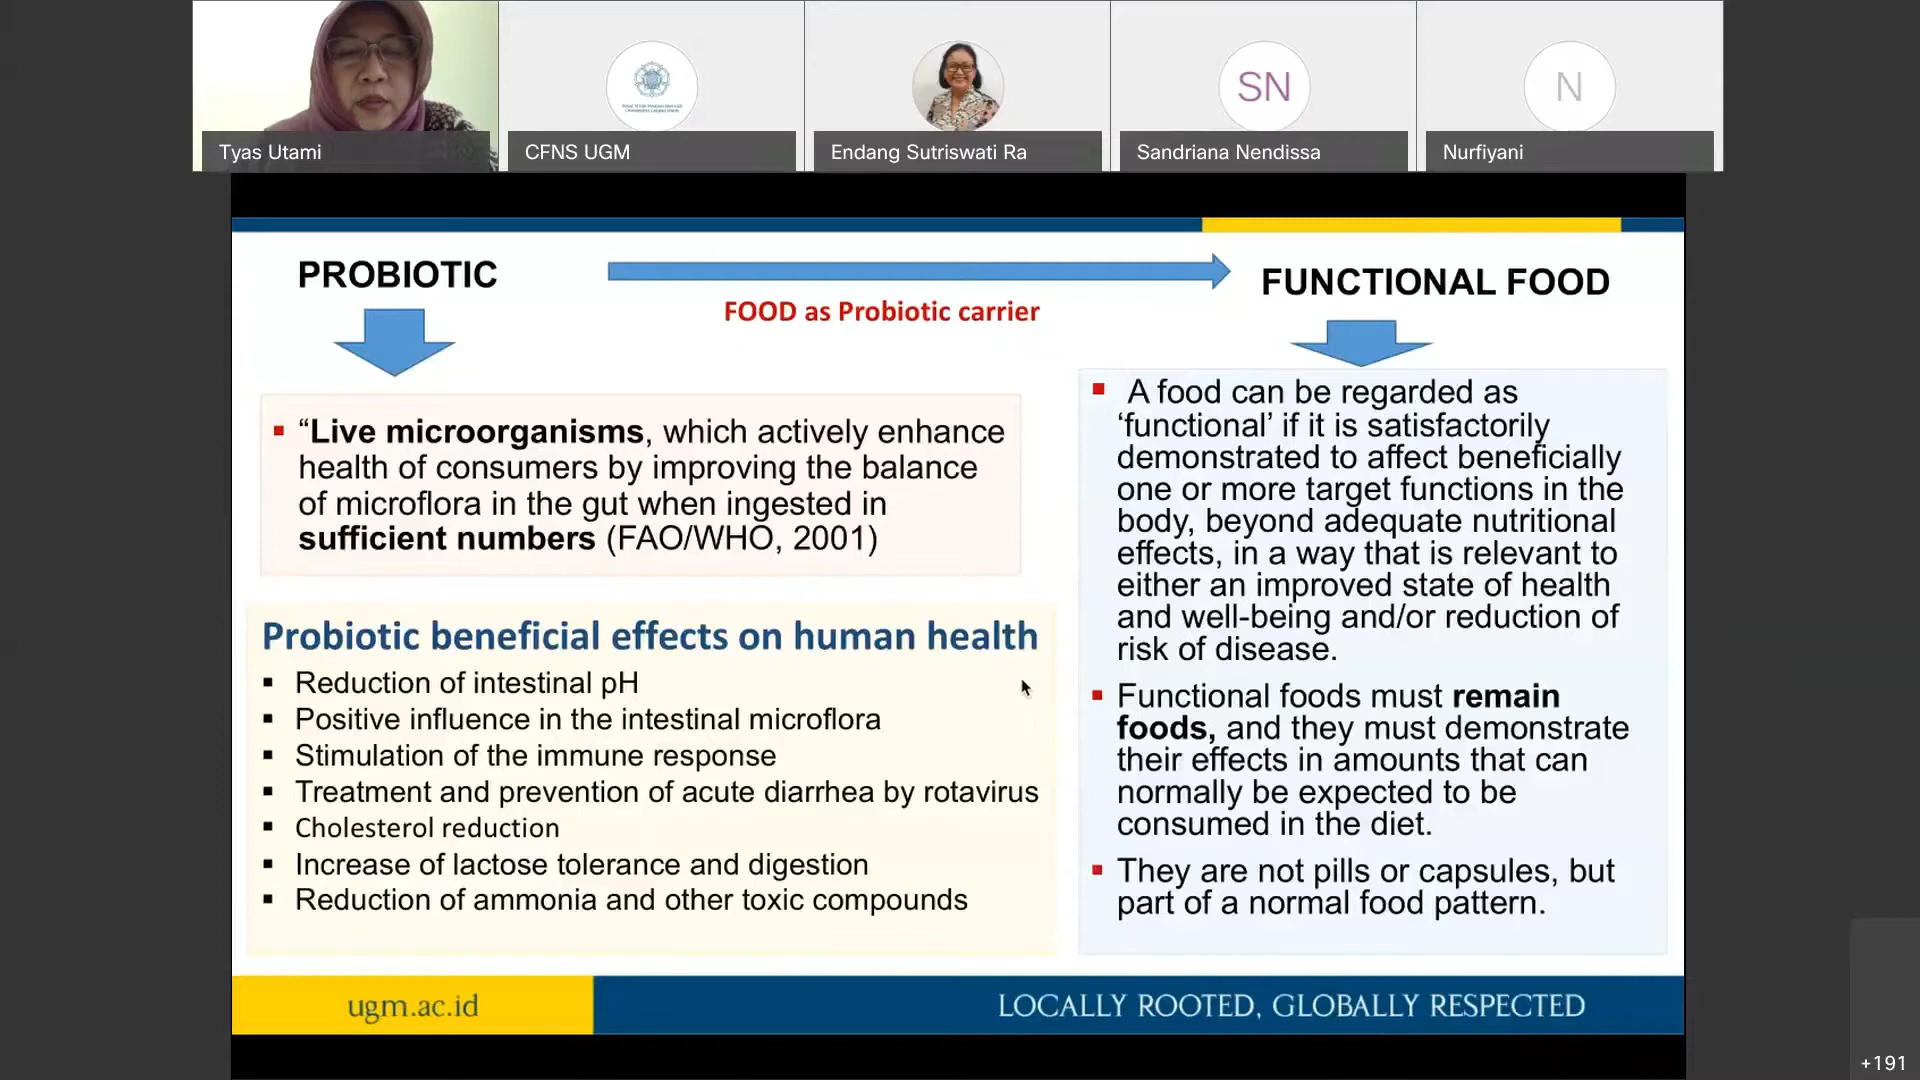 Tyas Utami
CFNS UGM
Endang Sutriswati Ra
SN
Sandriana Nendissa
N
Nurfiyani
PROBIOTIC
FOOD as Probiotic carrier
FUNCTIONAL FOOD
“Live microorganisms, which actively enhance
health of consumers by improving the balance
of microflora in the gut when ingested in
sufficient numbers (FAO/WHO, 2001)
Probiotic beneficial effects on human health
Reduction of intestinal pH
Positive influence in the intestinal microflora
Stimulation of the immune response
Treatment and prevention of acute diarrhea by rotavirus
Cholesterol reduction
Increase of lactose tolerance and digestion
Reduction of ammonia and other toxic compounds
A food can be regarded as
‘functional’ if it is satisfactorily
demonstrated to affect beneficially
one or more target functions in the
body, beyond adequate nutritional
effects, in a way that is relevant to
either an improved state of health
and well-being and/or reduction of
risk of disease.
Functional foods must remain
foods, and they must demonstrate
their effects in amounts that can
normally be expected to be
consumed in the diet.
They are not pills or capsules, but
part of a normal food pattern.
ugm.ac.id
LOCALLY ROOTED, GLOBALLY RESPECTED
+191